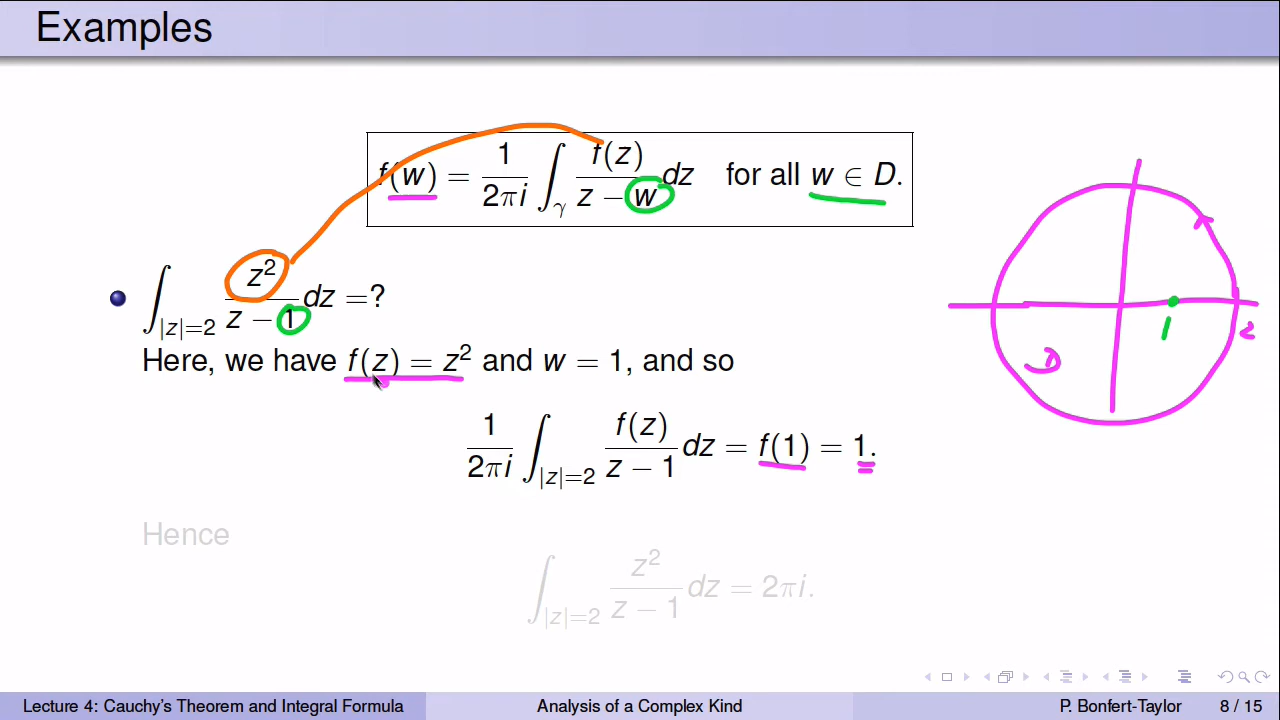 Examples
f(w) = 1/2πi ∫_γ f(z)/z − w dz for all w ∈ D.
∫_|z|=2 z²/z − 1 dz =?
Here, we have f(z) = z² and w = 1, and so
1/2πi ∫_|z|=2 f(z)/z − 1 dz = f(1) = 1.
Hence
∫_|z|=2 z²/z − 1 dz = 2πi.
1
2
D
Lecture 4: Cauchy's Theorem and Integral Formula Analysis of a Complex Kind P. Bonfert-Taylor 8 / 15